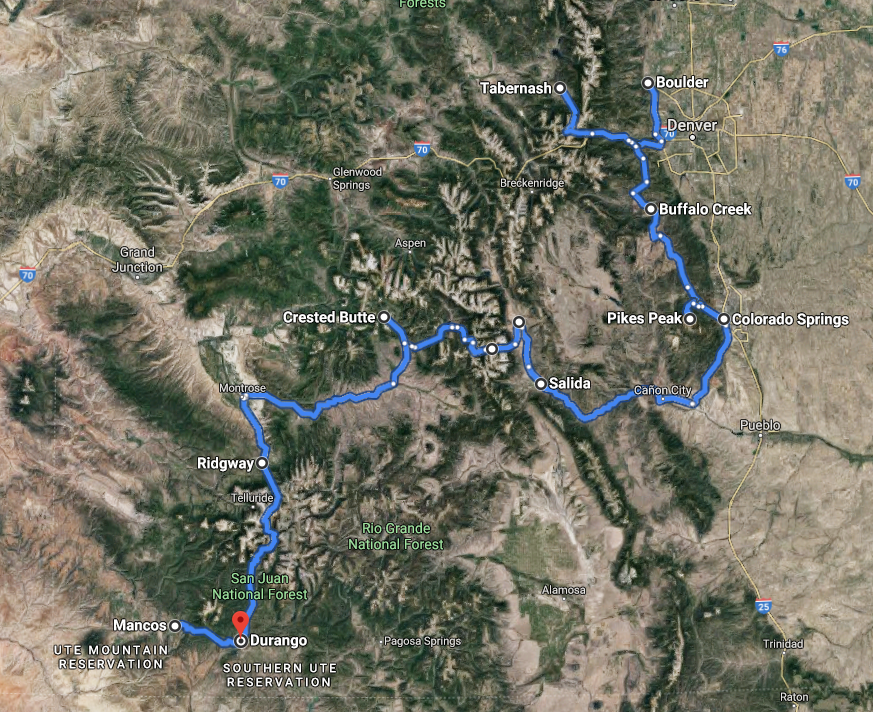 Forests
76
Tabernash
Boulder
70
Denver
70
Glenwood
Springs
70
Breckenridge
70
Buffalo Creek
Aspen
Grand
Junction
70
Crested Butte
Pikes Peak
Colorado Springs
Salida
Montrose
Cañon City
Pueblo
Ridgway
Telluride
Rio Grande
National Forest
San Juan
National Forest
Alamosa
25
Mancos
Durango
Pagosa Springs
Trinidad
UTE MOUNTAIN
RESERVATION
SOUTHERN UTE
RESERVATION
Raton